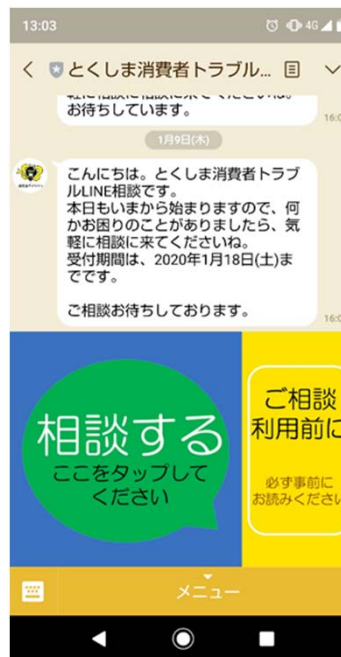 13:03
4G
とくしま消費者トラブル...
お待ちしています。
16:0
1月9日(木)
こんにちは。とくしま消費者トラブ
ルLINE相談です。
本日もいまから始まりますので、何
かお困りのことがありましたら、気
軽に相談に来てくださいね。
受付期間は、2020年1月18日(土)ま
でです。
ご相談お待ちしております。
16:0
相談する
ここをタップして
ください
ご相談
利用前に
必ず事前に
お読みください
メニュー